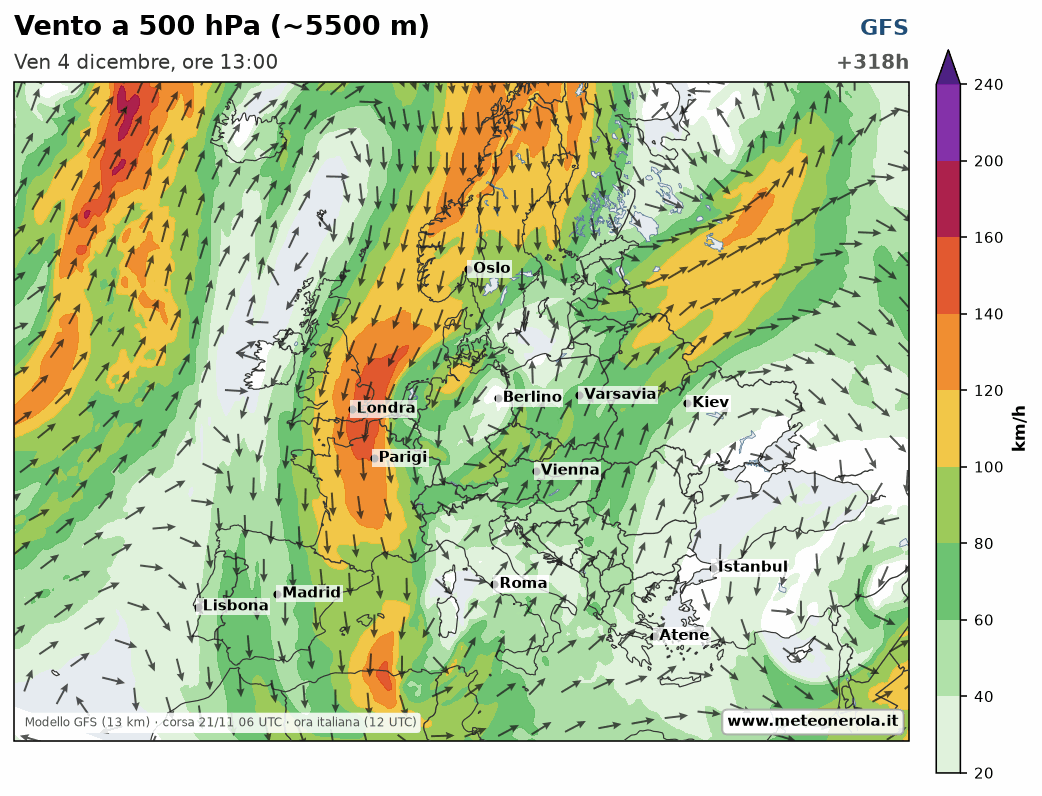 Vento a 500 hPa (~5500 m)
GFS
Ven 4 dicembre, ore 13:00
+318h
240
200
160
140
120
100
80
60
40
20
km/h
Oslo
Berlino
Varsavia
Kiev
Londra
Parigi
Vienna
Istanbul
Roma
Madrid
Lisbona
Atene
Modello GFS (13 km) · corsa 21/11 06 UTC · ora italiana (12 UTC)
www.meteonerola.it